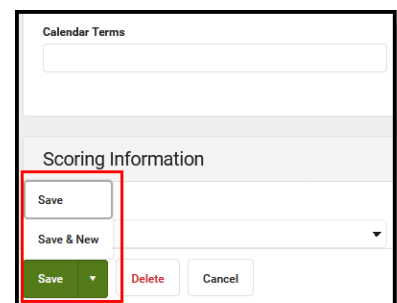 Calendar Terms
Scoring Information
Save
Save & New
Save Delete Cancel